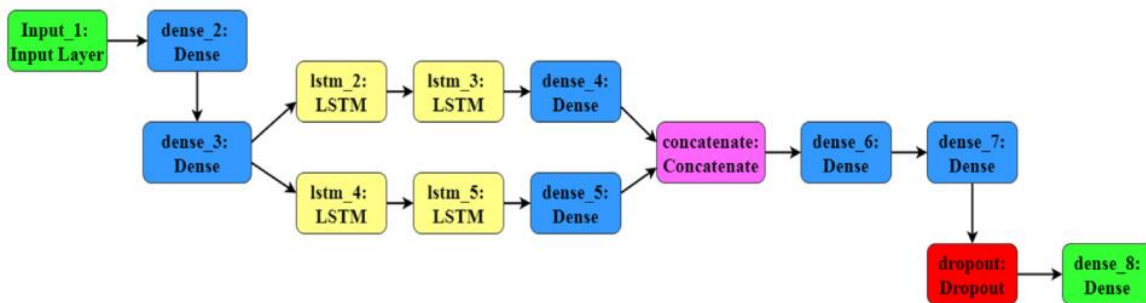 Input_1:
Input Layer
dense_2:
Dense
dense_3:
Dense
lstm_2:
LSTM
lstm_3:
LSTM
dense_4:
Dense
lstm_4:
LSTM
lstm_5:
LSTM
dense_5:
Dense
concatenate:
Concatenate
dense_6:
Dense
dense_7:
Dense
dropout:
Dropout
dense_8:
Dense